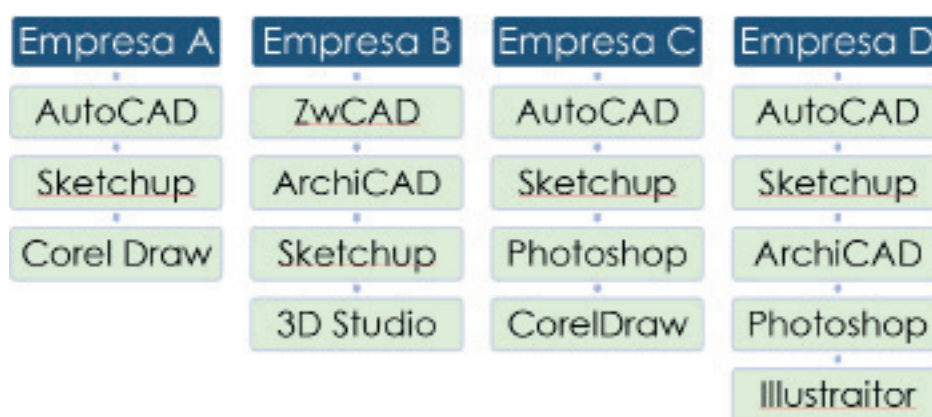 Empresa A
AutoCAD
Sketchup
Corel Draw
Empresa B
ZwCAD
ArchiCAD
Sketchup
3D Studio
Empresa C
AutoCAD
Sketchup
Photoshop
CorelDraw
Empresa D
AutoCAD
Sketchup
ArchiCAD
Photoshop
Illustraitor